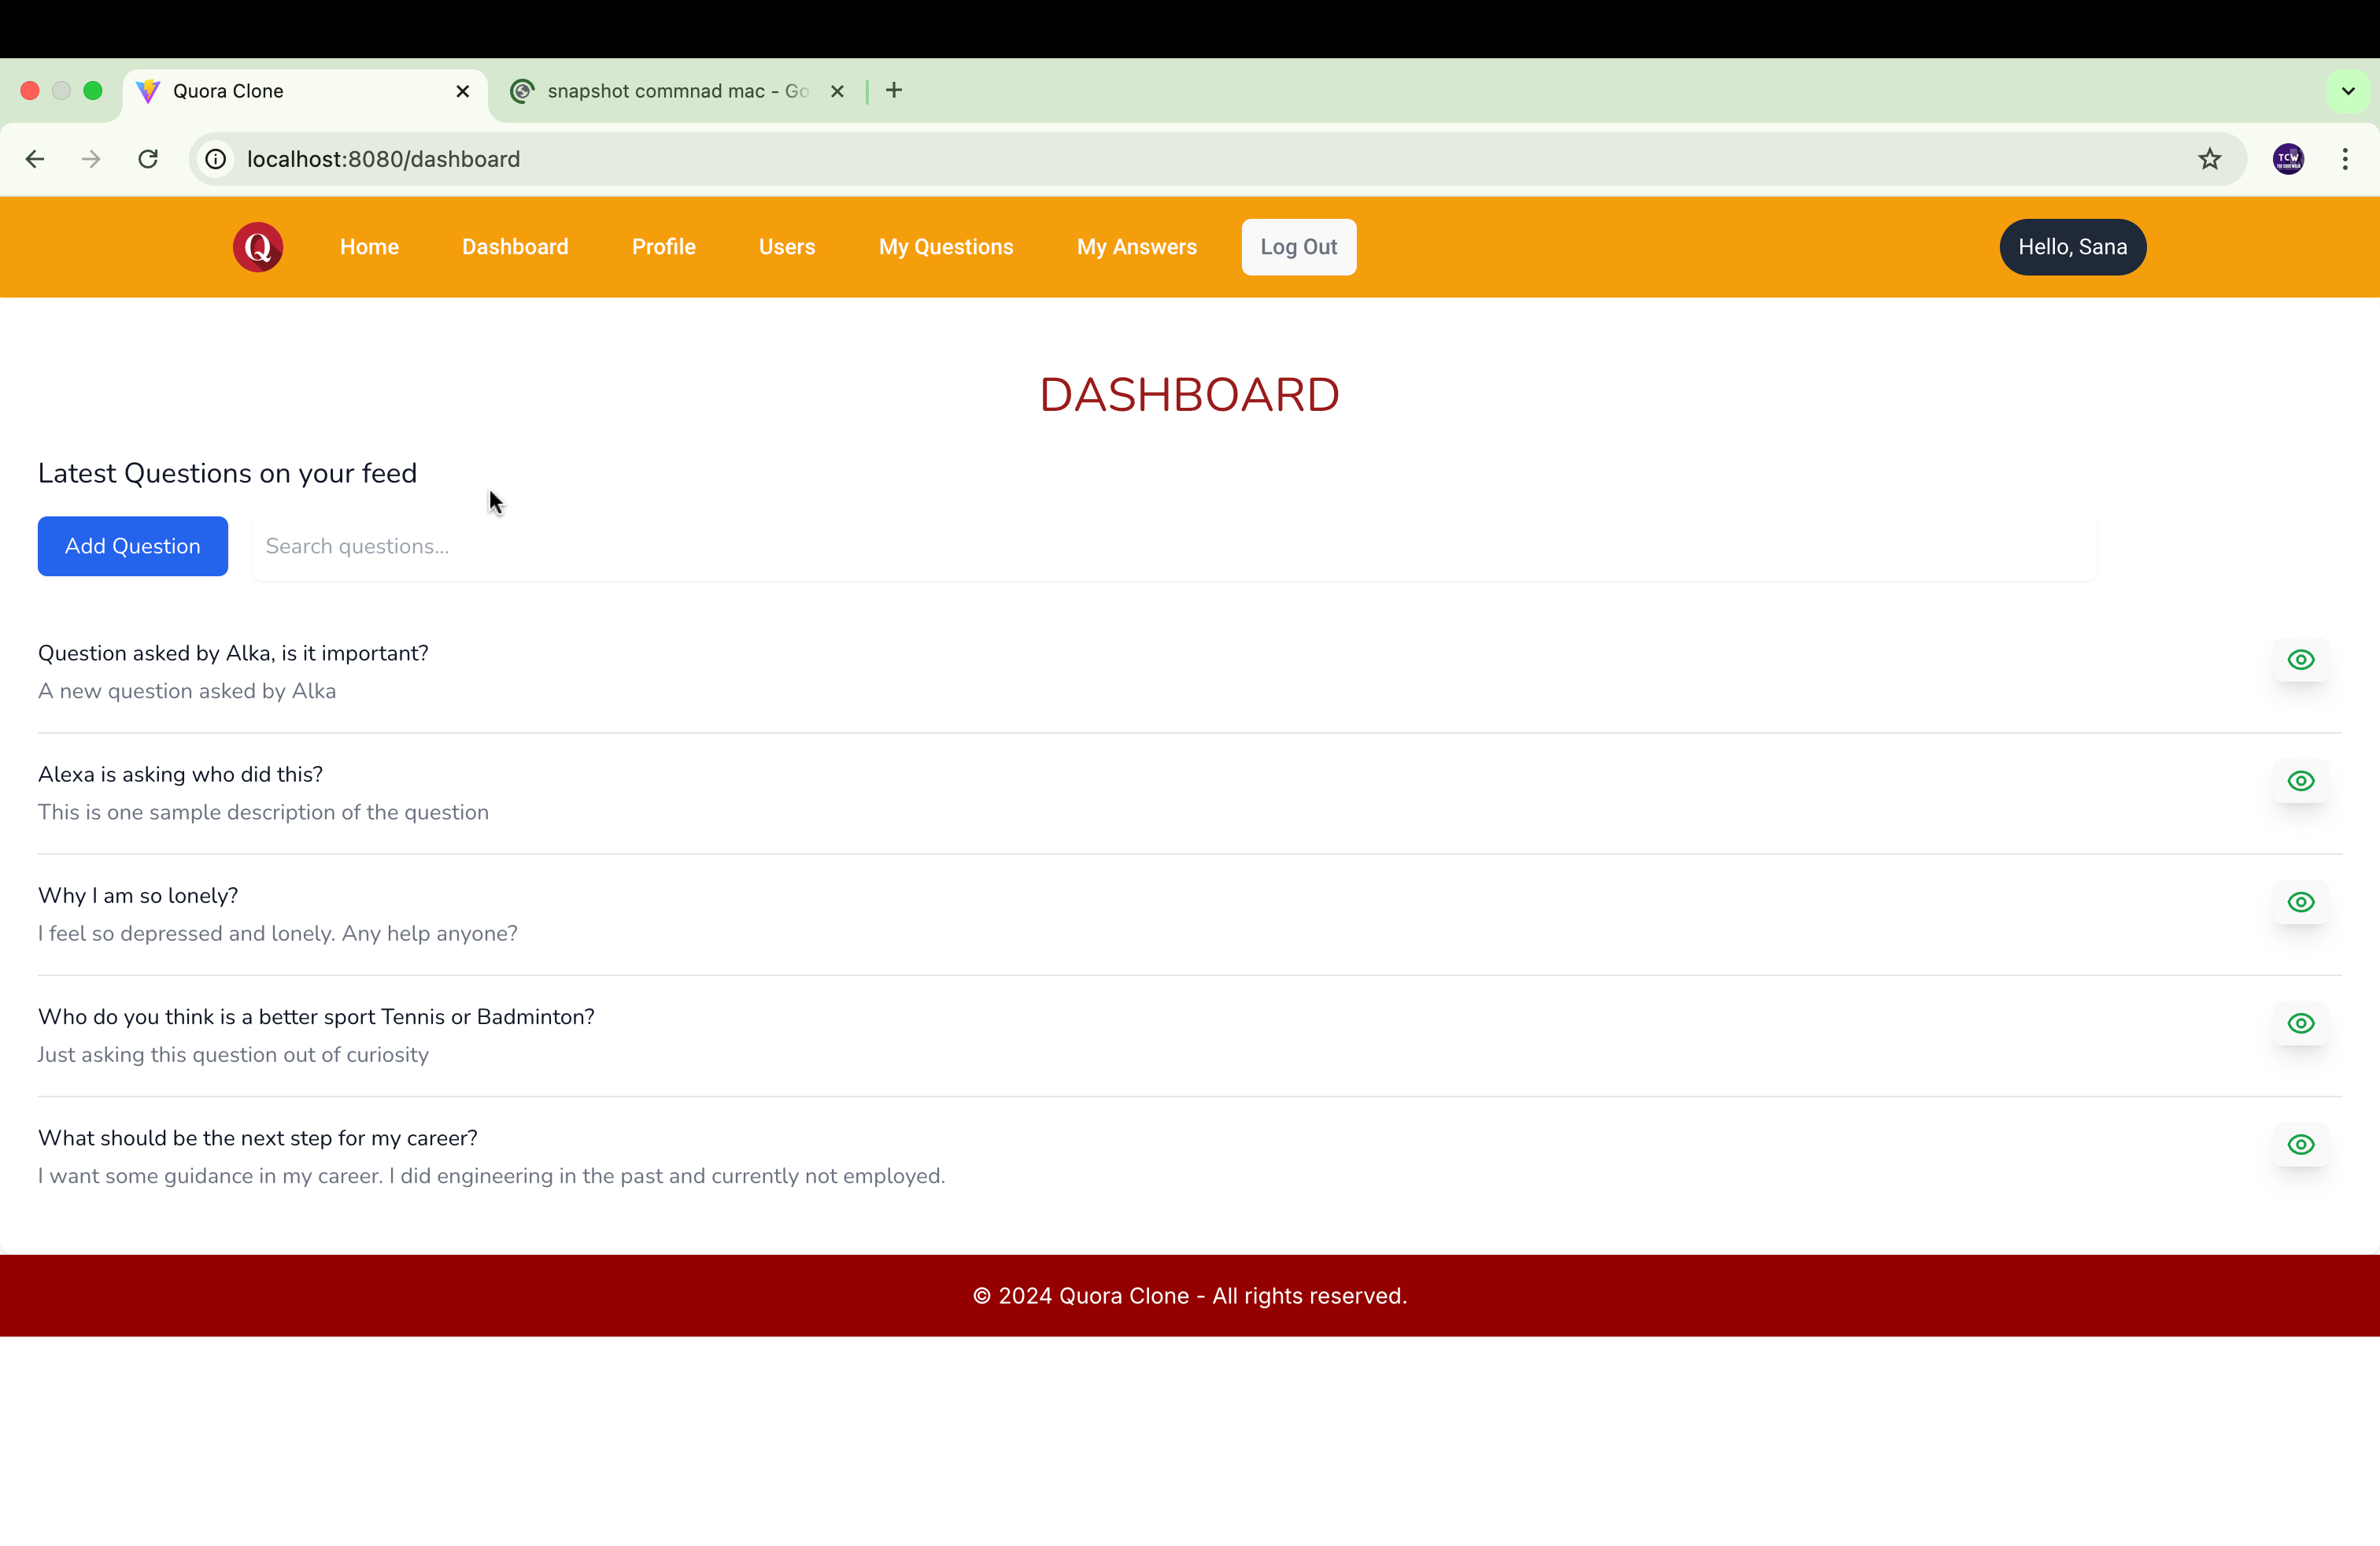 Quora Clone
snapshot commnad mac - Go
localhost:8080/dashboard
TCW
Q
Home
Dashboard
Profile
Users
My Questions
My Answers
Log Out
Hello, Sana
DASHBOARD
Latest Questions on your feed
Add Question
Search questions...
Question asked by Alka, is it important?
A new question asked by Alka
Alexa is asking who did this?
This is one sample description of the question
Why I am so lonely?
I feel so depressed and lonely. Any help anyone?
Who do you think is a better sport Tennis or Badminton?
Just asking this question out of curiosity
What should be the next step for my career?
I want some guidance in my career. I did engineering in the past and currently not employed.
© 2024 Quora Clone - All rights reserved.